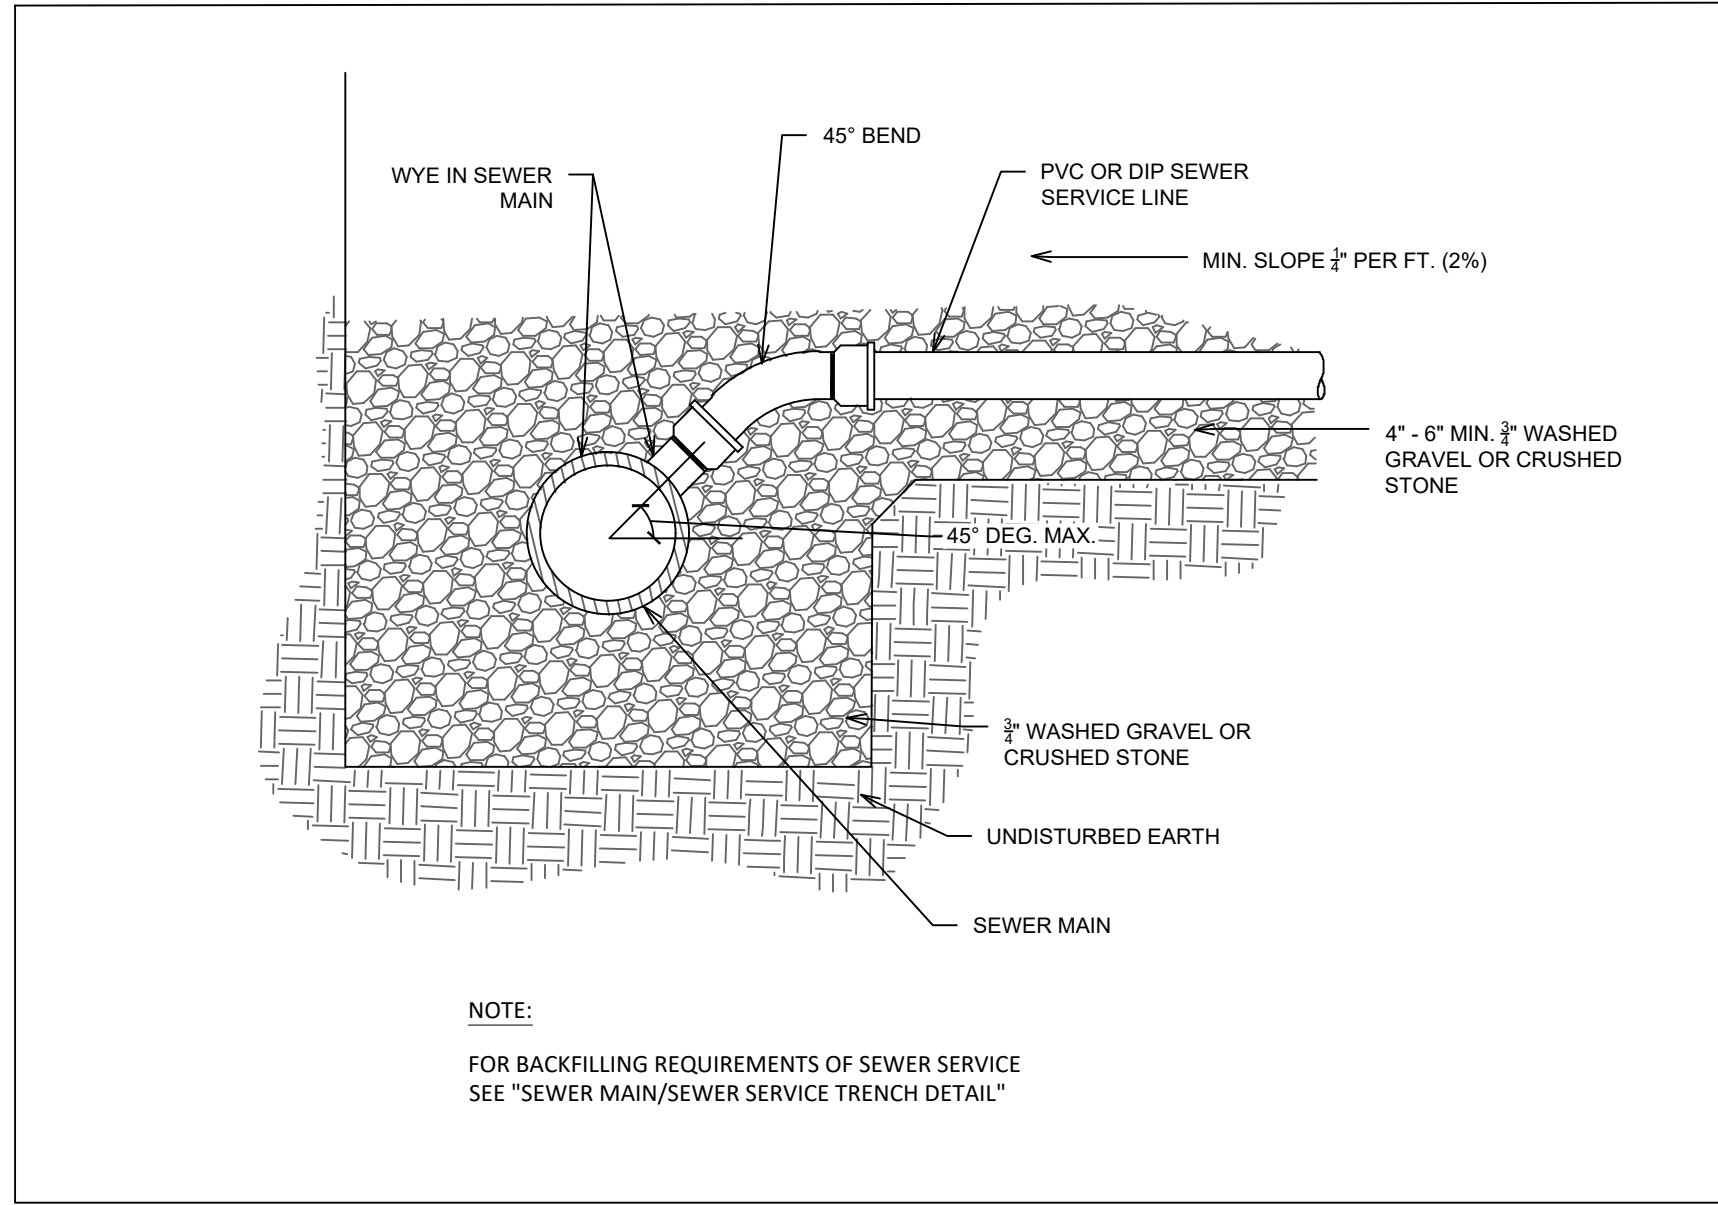 45° BEND
WYE IN SEWER
MAIN
PVC OR DIP SEWER
SERVICE LINE
MIN. SLOPE 1/4" PER FT. (2%)
4" - 6" MIN. 3/4" WASHED
GRAVEL OR CRUSHED
STONE
45° DEG. MAX.
3/4" WASHED GRAVEL OR
CRUSHED STONE
UNDISTURBED EARTH
SEWER MAIN
NOTE:
FOR BACKFILLING REQUIREMENTS OF SEWER SERVICE
SEE "SEWER MAIN/SEWER SERVICE TRENCH DETAIL"